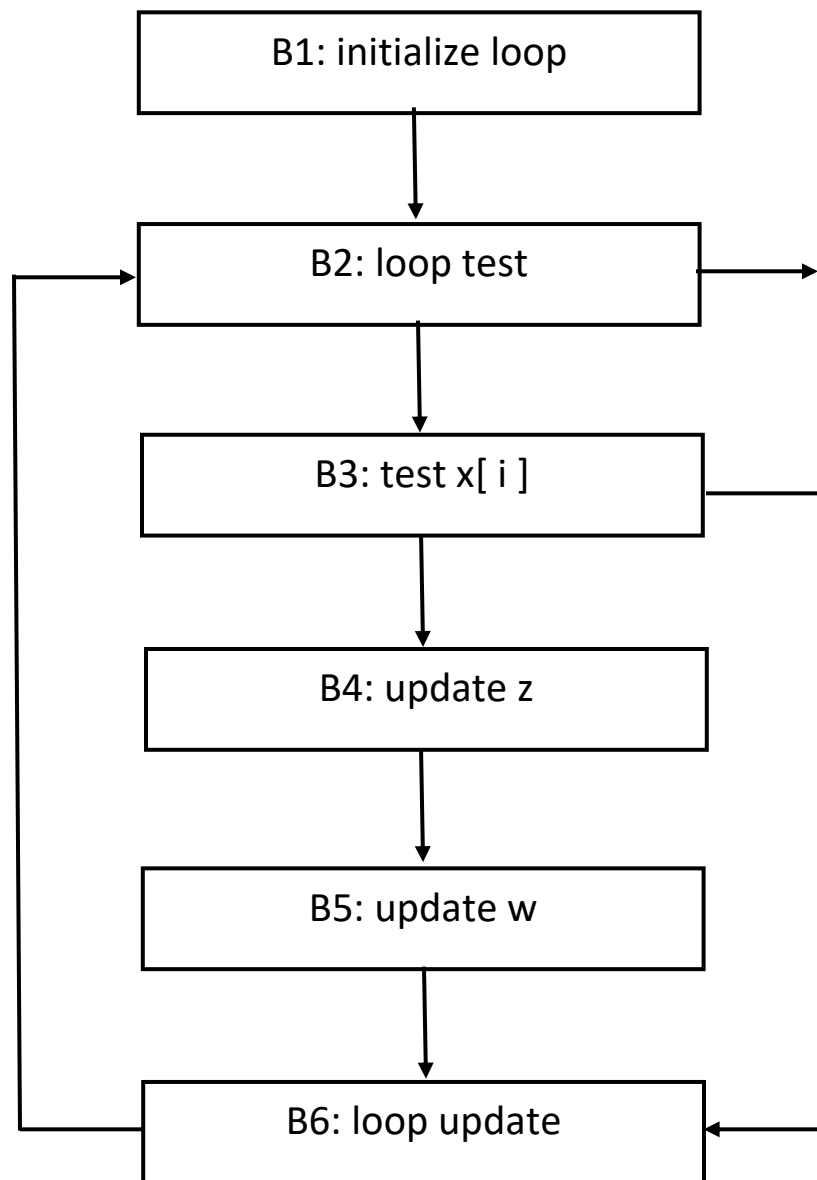 B1: initialize loop
B2: loop test
B3: test x[ i ]
B4: update z
B5: update w
B6: loop update